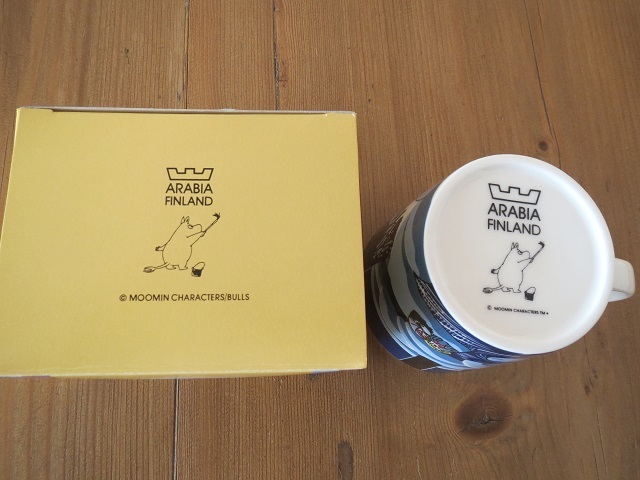 ARABIA
FINLAND
© MOOMIN CHARACTERS/BULLS
ARABIA
FINLAND
© MOOMIN CHARACTERS TM